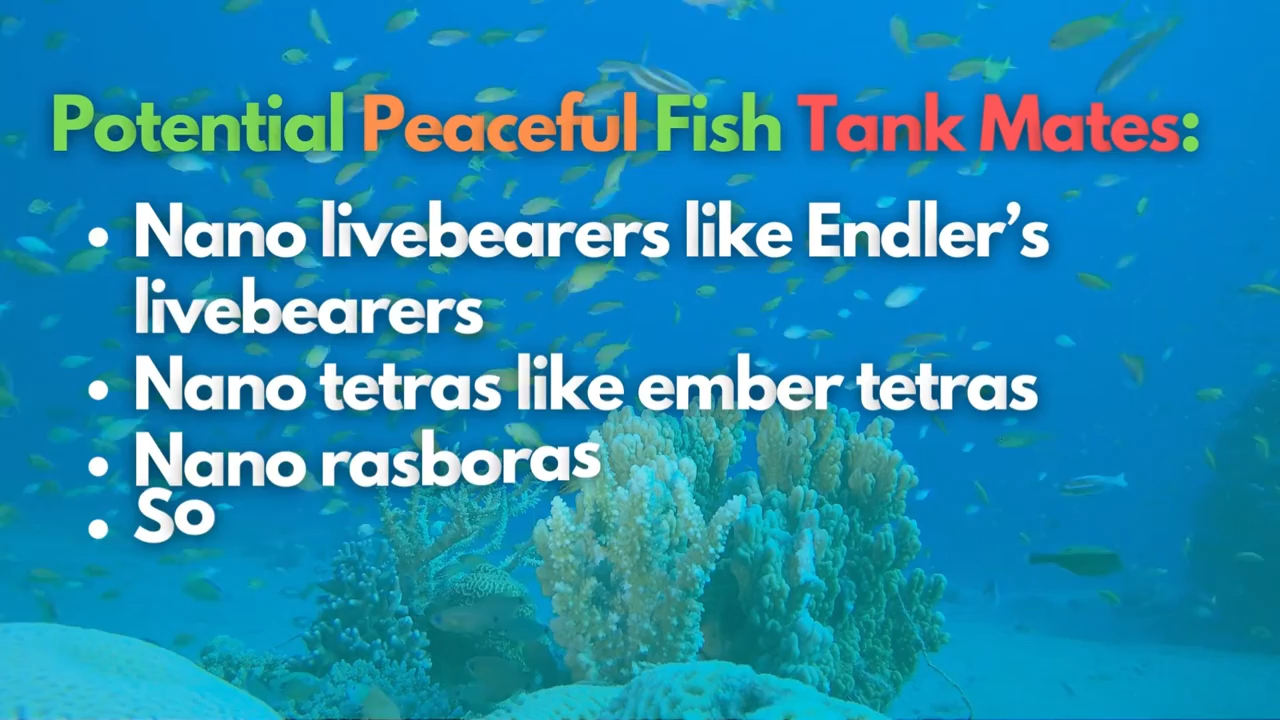 Potential Peaceful Fish Tank Mates:
• Nano livebearers like Endler’s
livebearers
• Nano tetras like ember tetras
• Nano rasboras
• So